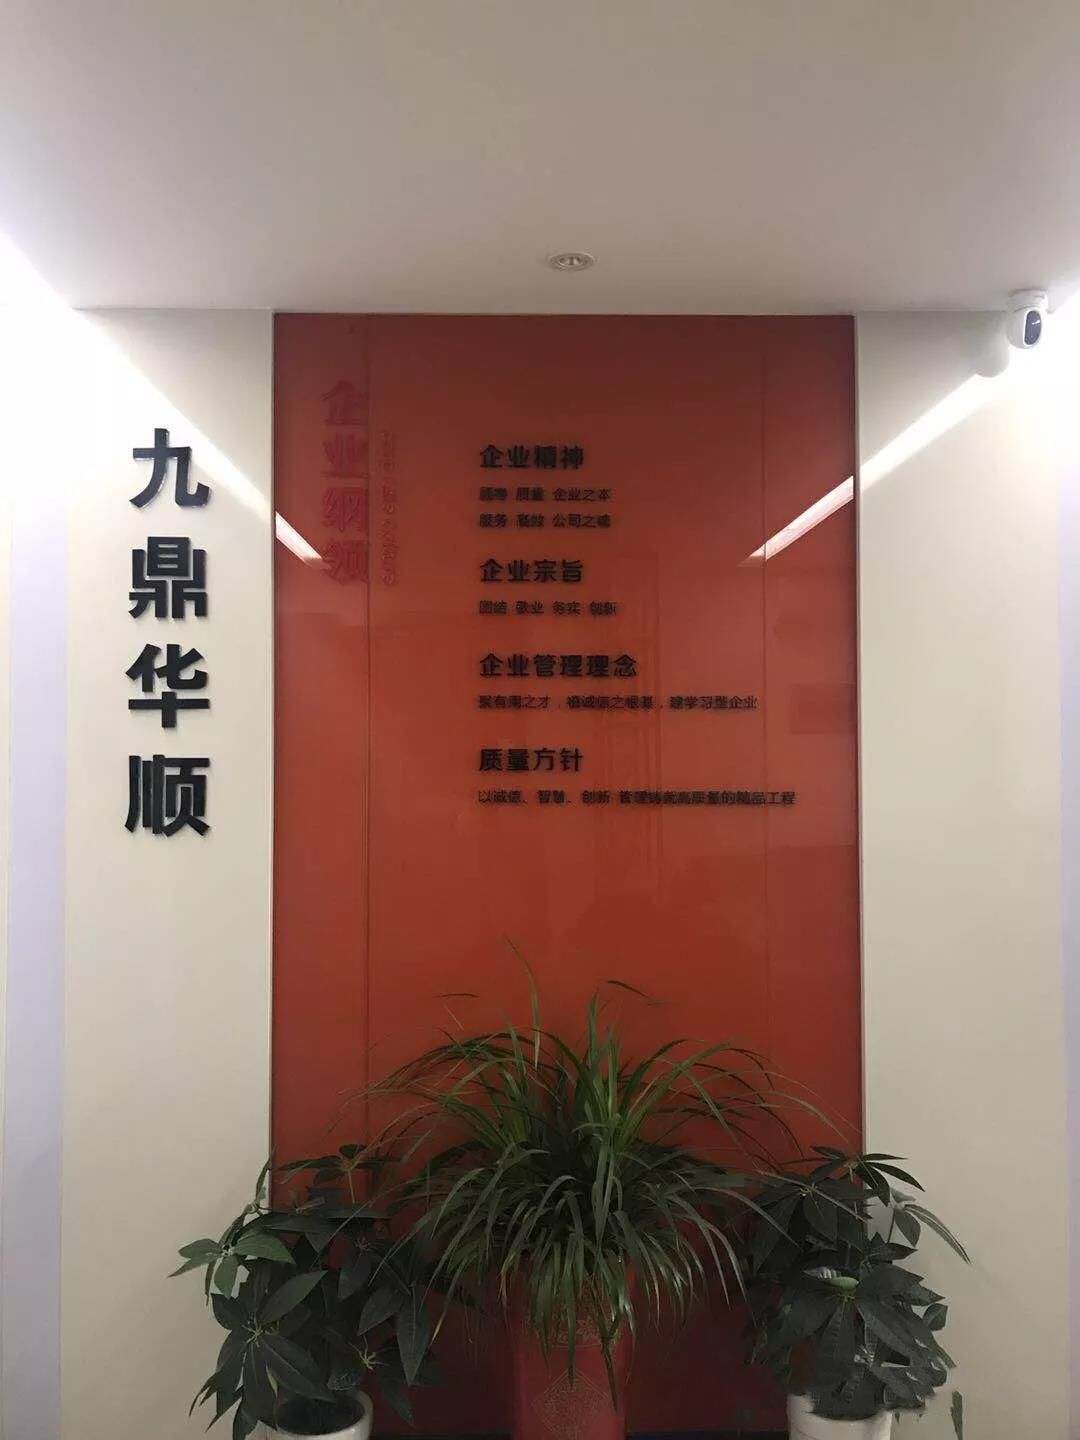 九鼎华顺
企业纲领
企业精神
质量 企业之本
服务 高效 公司之魂
企业宗旨
团结 敬业 务实 创新
企业管理理念
聚有用之才，植诚信之根基，建学习型企业
质量方针
以诚信、智慧、创新 管理铸就高质量的精品工程